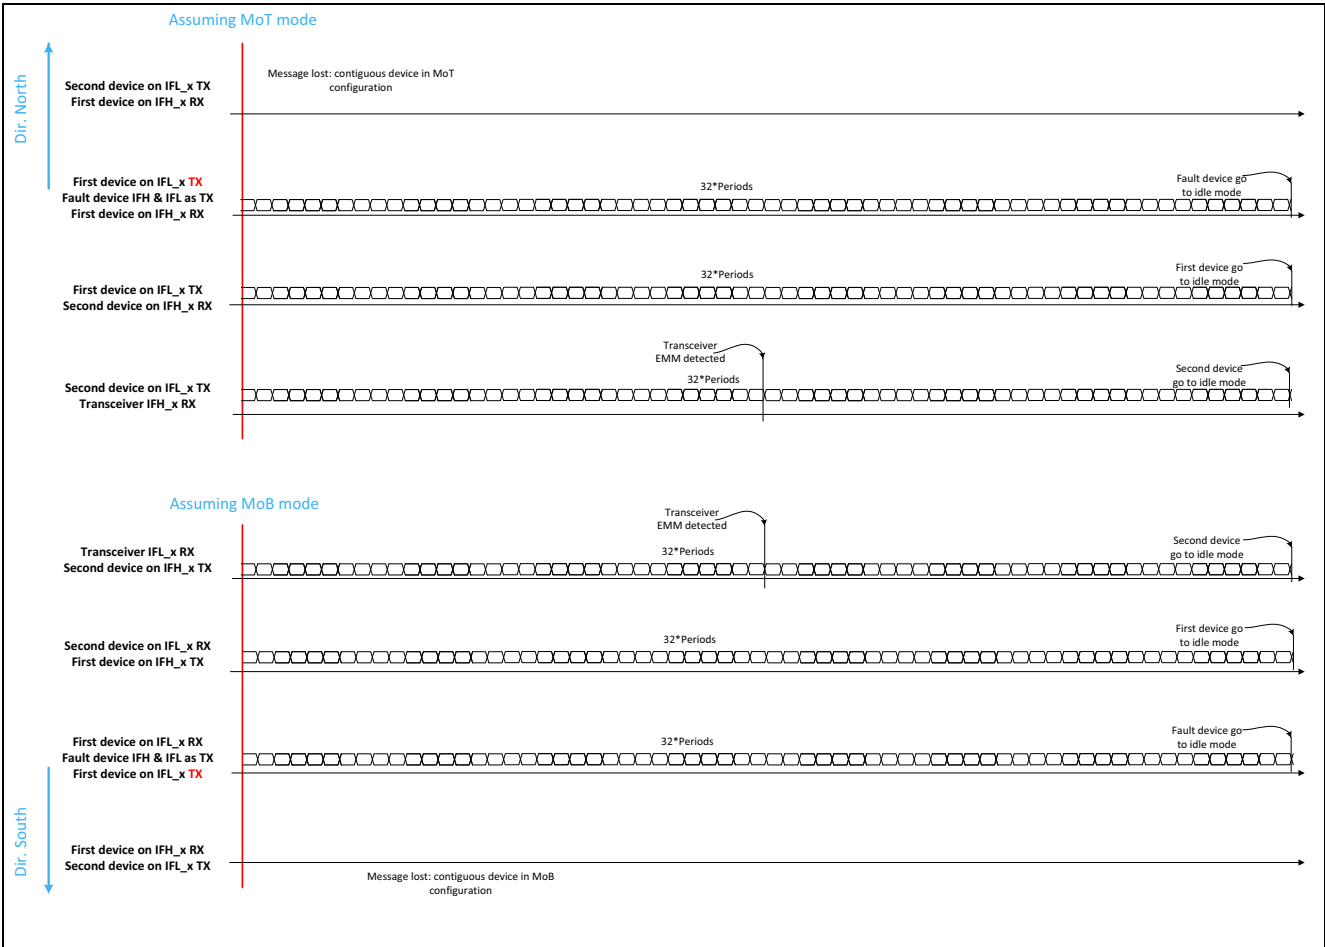 Assuming MoT mode
Dir. North
Second device on IFL_x TX
First device on IFH_x RX
Message lost: contiguous device in MoT
configuration
First device on IFL_x TX
Fault device IFH & IFL as TX
First device on IFH_x RX
32*Periods
Fault device go
to idle mode
First device on IFL_x TX
Second device on IFH_x RX
32*Periods
First device go
to idle mode
Second device on IFL_x TX
Transceiver IFH_x RX
Transceiver
EMM detected
32*Periods
Second device
go to idle mode
Assuming MoB mode
Transceiver IFL_x RX
Second device on IFH_x TX
Transceiver
EMM detected
32*Periods
Second device
go to idle mode
Second device on IFL_x RX
First device on IFH_x TX
32*Periods
First device go
to idle mode
First device on IFL_x RX
Fault device IFH & IFL as TX
First device on IFL_x TX
32*Periods
Fault device go
to idle mode
Dir. South
First device on IFH_x RX
Second device on IFL_x TX
Message lost: contiguous device in MoB
configuration